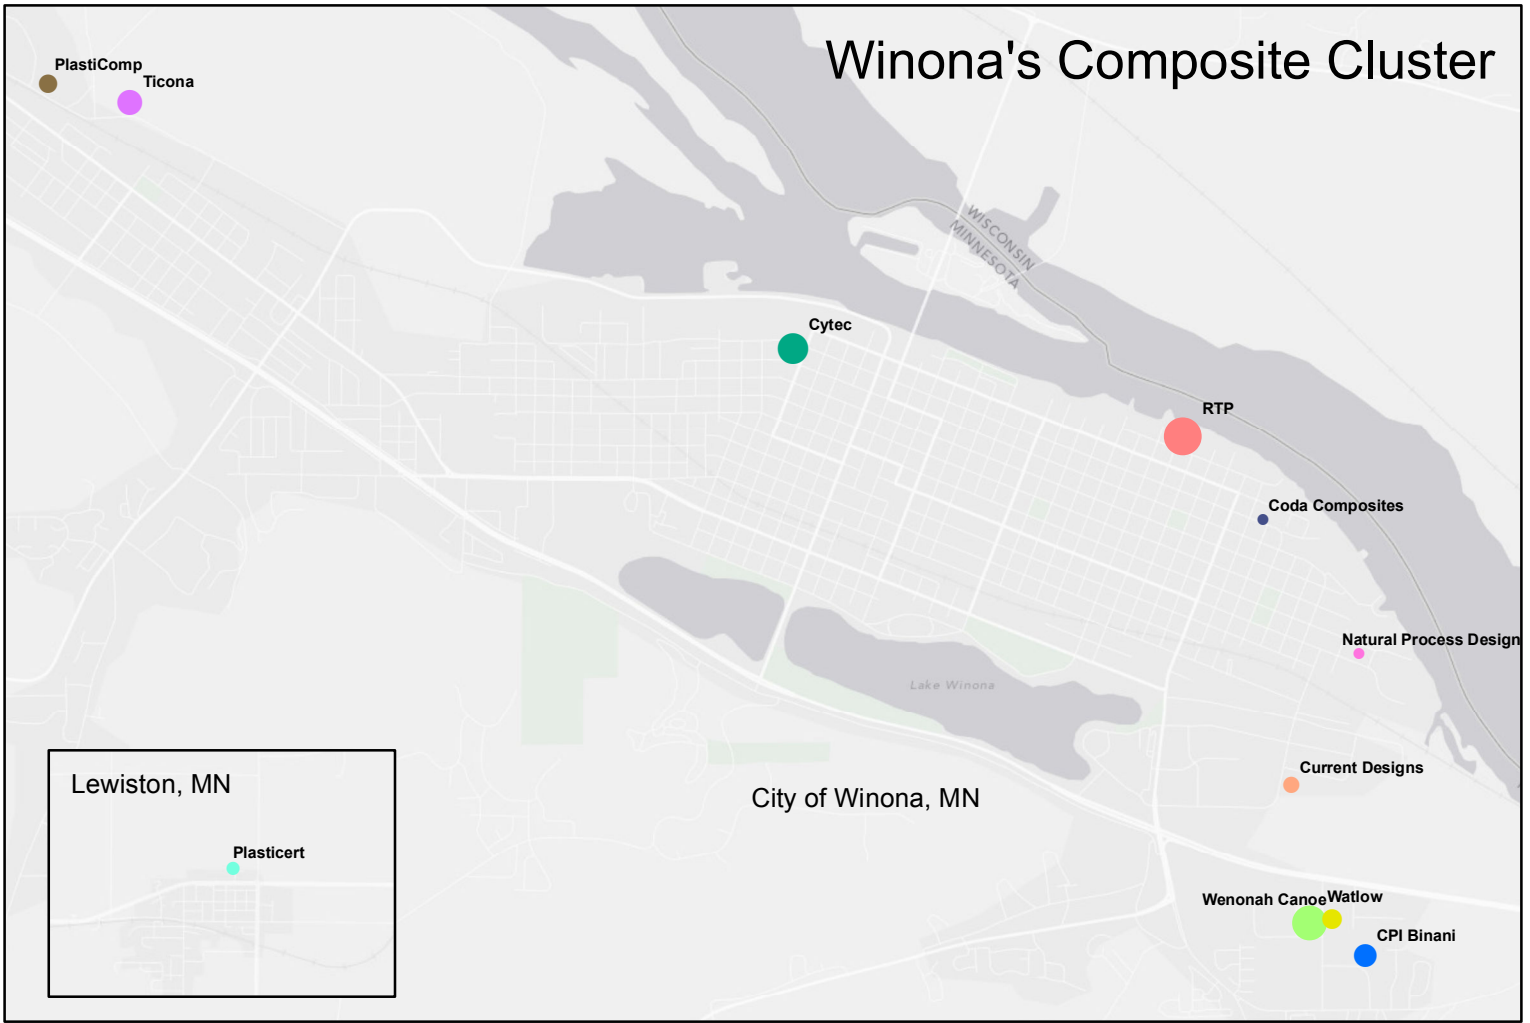 Winona's Composite Cluster
PlastiComp
Ticona
WISCONSIN
MINNESOTA
Cytec
RTP
Coda Composites
Natural Process Design
Lake Winona
Current Designs
Lewiston, MN
City of Winona, MN
Plasticert
Wenonah Canoe
Watlow
CPI Binani